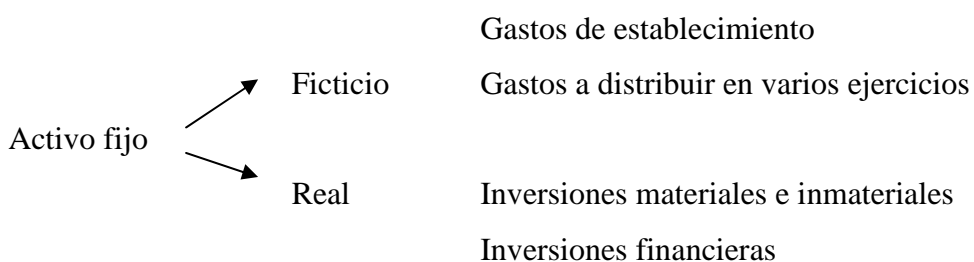 Gastos de establecimiento
Ficticio Gastos a distribuir en varios ejercicios
Activo fijo
Real Inversiones materiales e inmateriales
Inversiones financieras